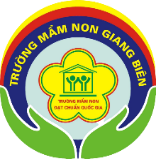 TRƯỜNG MẦM NON GIANG BIÊN
TRƯỜNG MẦM NON
ĐẠT CHUẨN QUỐC GIA